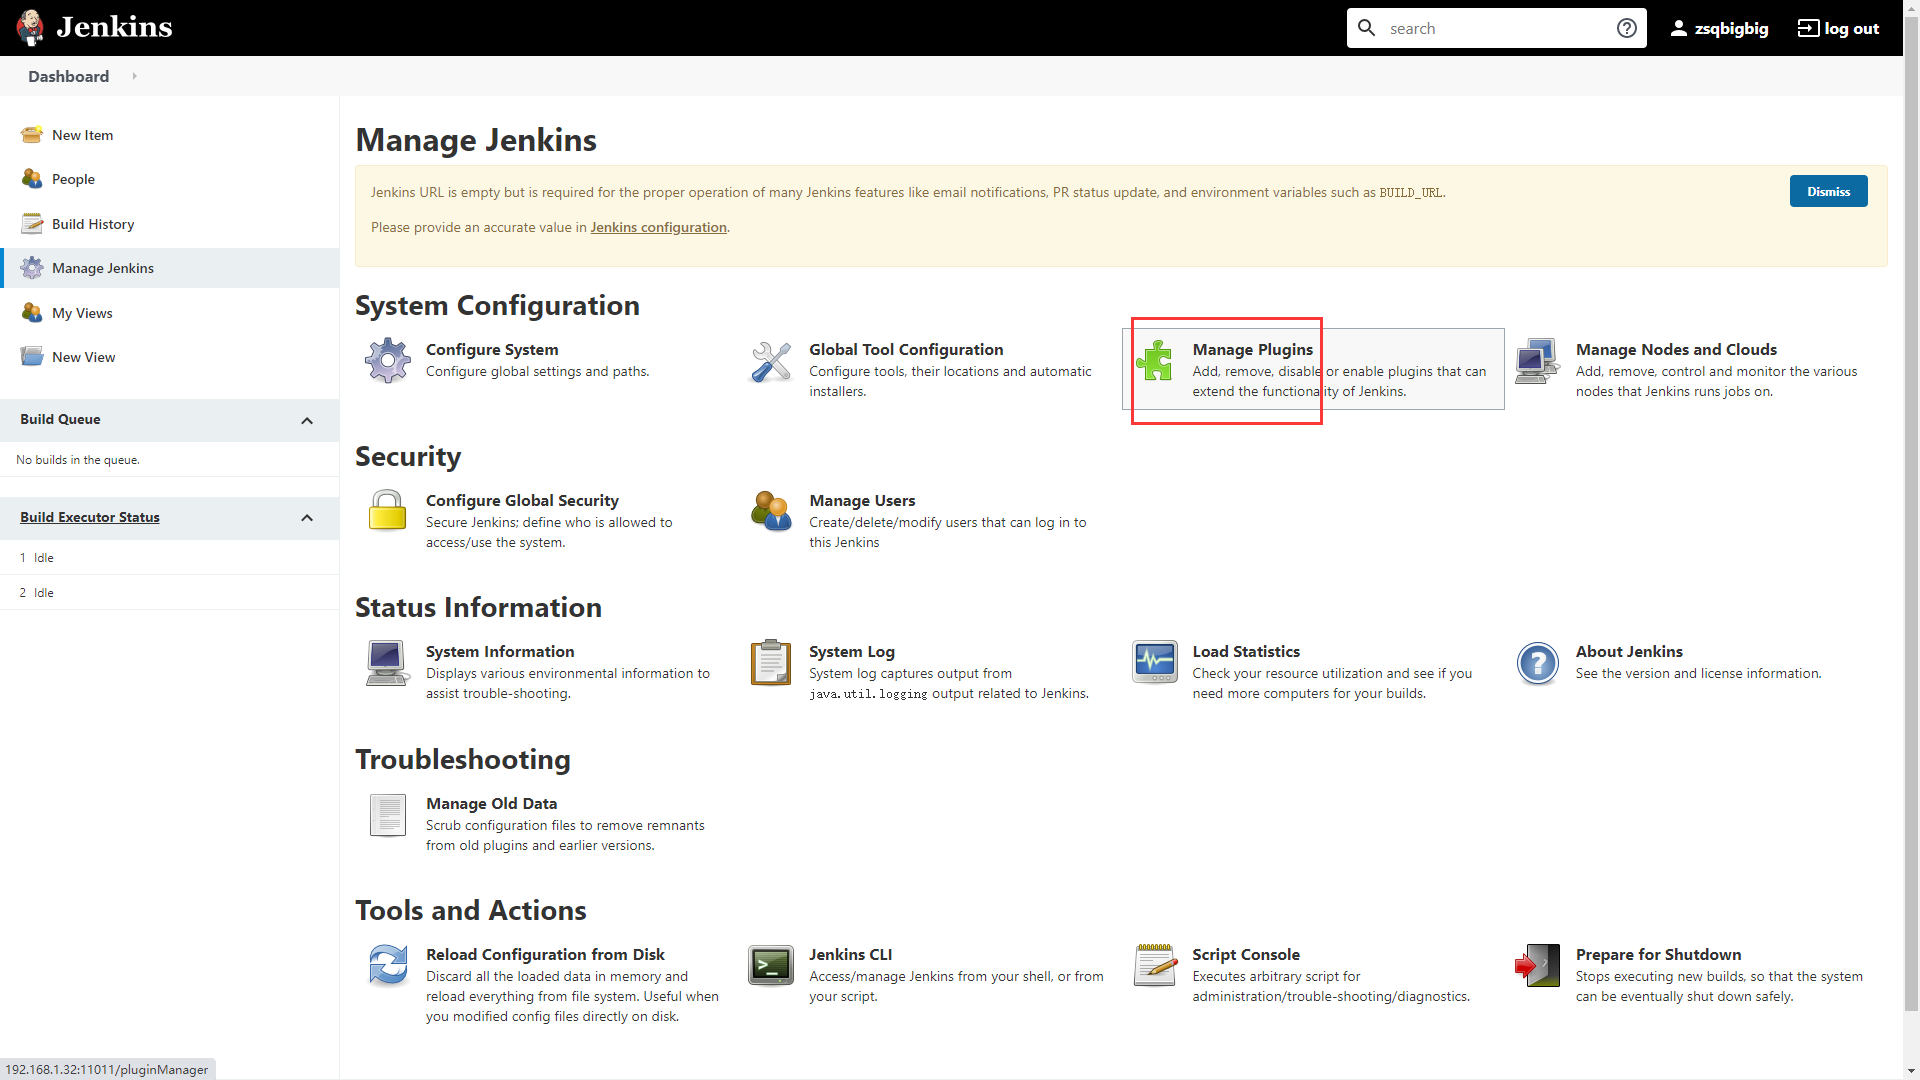 Jenkins
search
zsqbigbig
log out
Dashboard
New Item
People
Build History
Manage Jenkins
My Views
New View
Build Queue
No builds in the queue.
Build Executor Status
1 Idle
2 Idle
Manage Jenkins
Jenkins URL is empty but is required for the proper operation of many Jenkins features like email notifications, PR status update, and environment variables such as BUILD_URL.
Please provide an accurate value in Jenkins configuration.
Dismiss
System Configuration
Configure System
Configure global settings and paths.
Global Tool Configuration
Configure tools, their locations and automatic
installers.
Manage Plugins
Add, remove, disable or enable plugins that can
extend the functionality of Jenkins.
Manage Nodes and Clouds
Add, remove, control and monitor the various
nodes that Jenkins runs jobs on.
Security
Configure Global Security
Secure Jenkins; define who is allowed to
access/use the system.
Manage Users
Create/delete/modify users that can log in to
this Jenkins
Status Information
System Information
Displays various environmental information to
assist trouble-shooting.
System Log
System log captures output from
java.util.logging output related to Jenkins.
Load Statistics
Check your resource utilization and see if you
need more computers for your builds.
About Jenkins
See the version and license information.
Troubleshooting
Manage Old Data
Scrub configuration files to remove remnants
from old plugins and earlier versions.
Tools and Actions
Reload Configuration from Disk
Discard all the loaded data in memory and
reload everything from file system. Useful when
you modified config files directly on disk.
Jenkins CLI
Access/manage Jenkins from your shell, or from
your script.
Script Console
Executes arbitrary script for
administration/trouble-shooting/diagnostics.
Prepare for Shutdown
Stops executing new builds, so that the system
can be eventually shut down safely.
192.168.1.32:11011/pluginManager